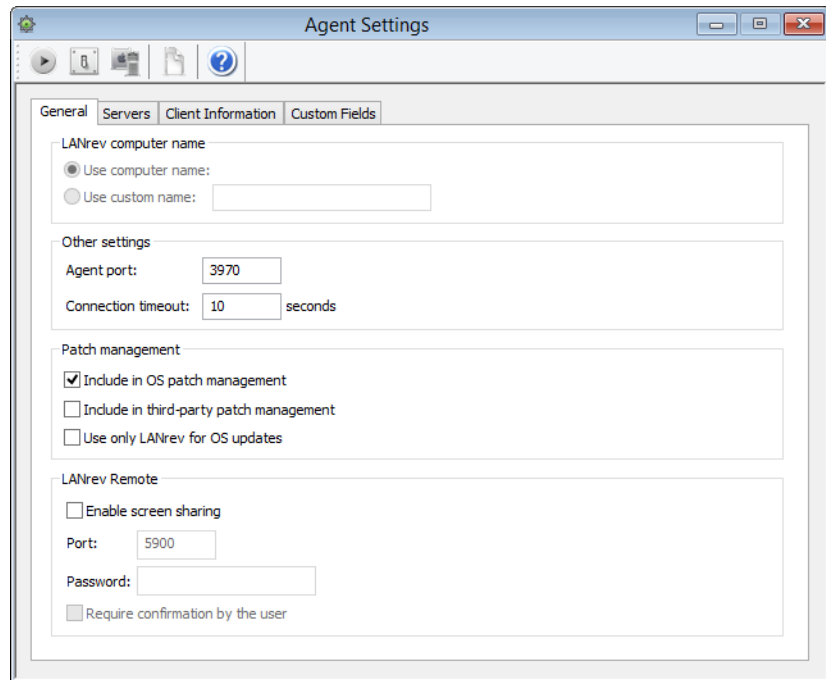 Agent Settings
General Servers Client Information Custom Fields
LANrev computer name
Use computer name:
Use custom name:
Other settings
Agent port: 3970
Connection timeout: 10 seconds
Patch management
Include in OS patch management
Include in third-party patch management
Use only LANrev for OS updates
LANrev Remote
Enable screen sharing
Port: 5900
Password:
Require confirmation by the user